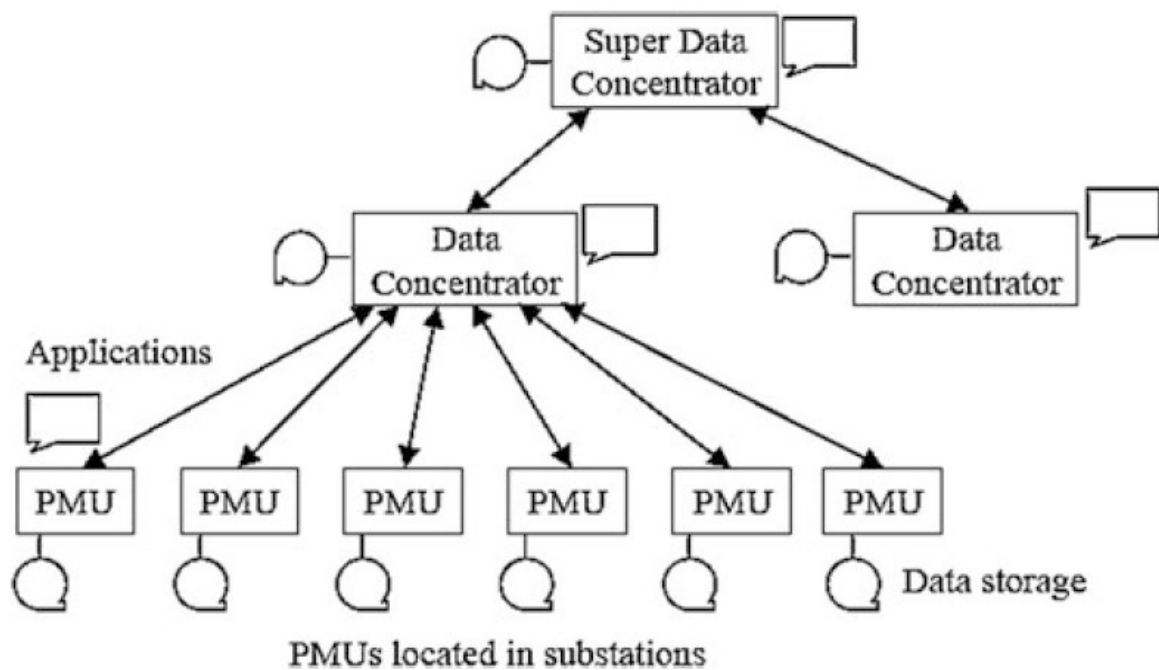 Super Data
Concentrator
Data
Concentrator
Data
Concentrator
Applications
PMU
PMU
PMU
PMU
PMU
PMU
Data storage
PMUs located in substations